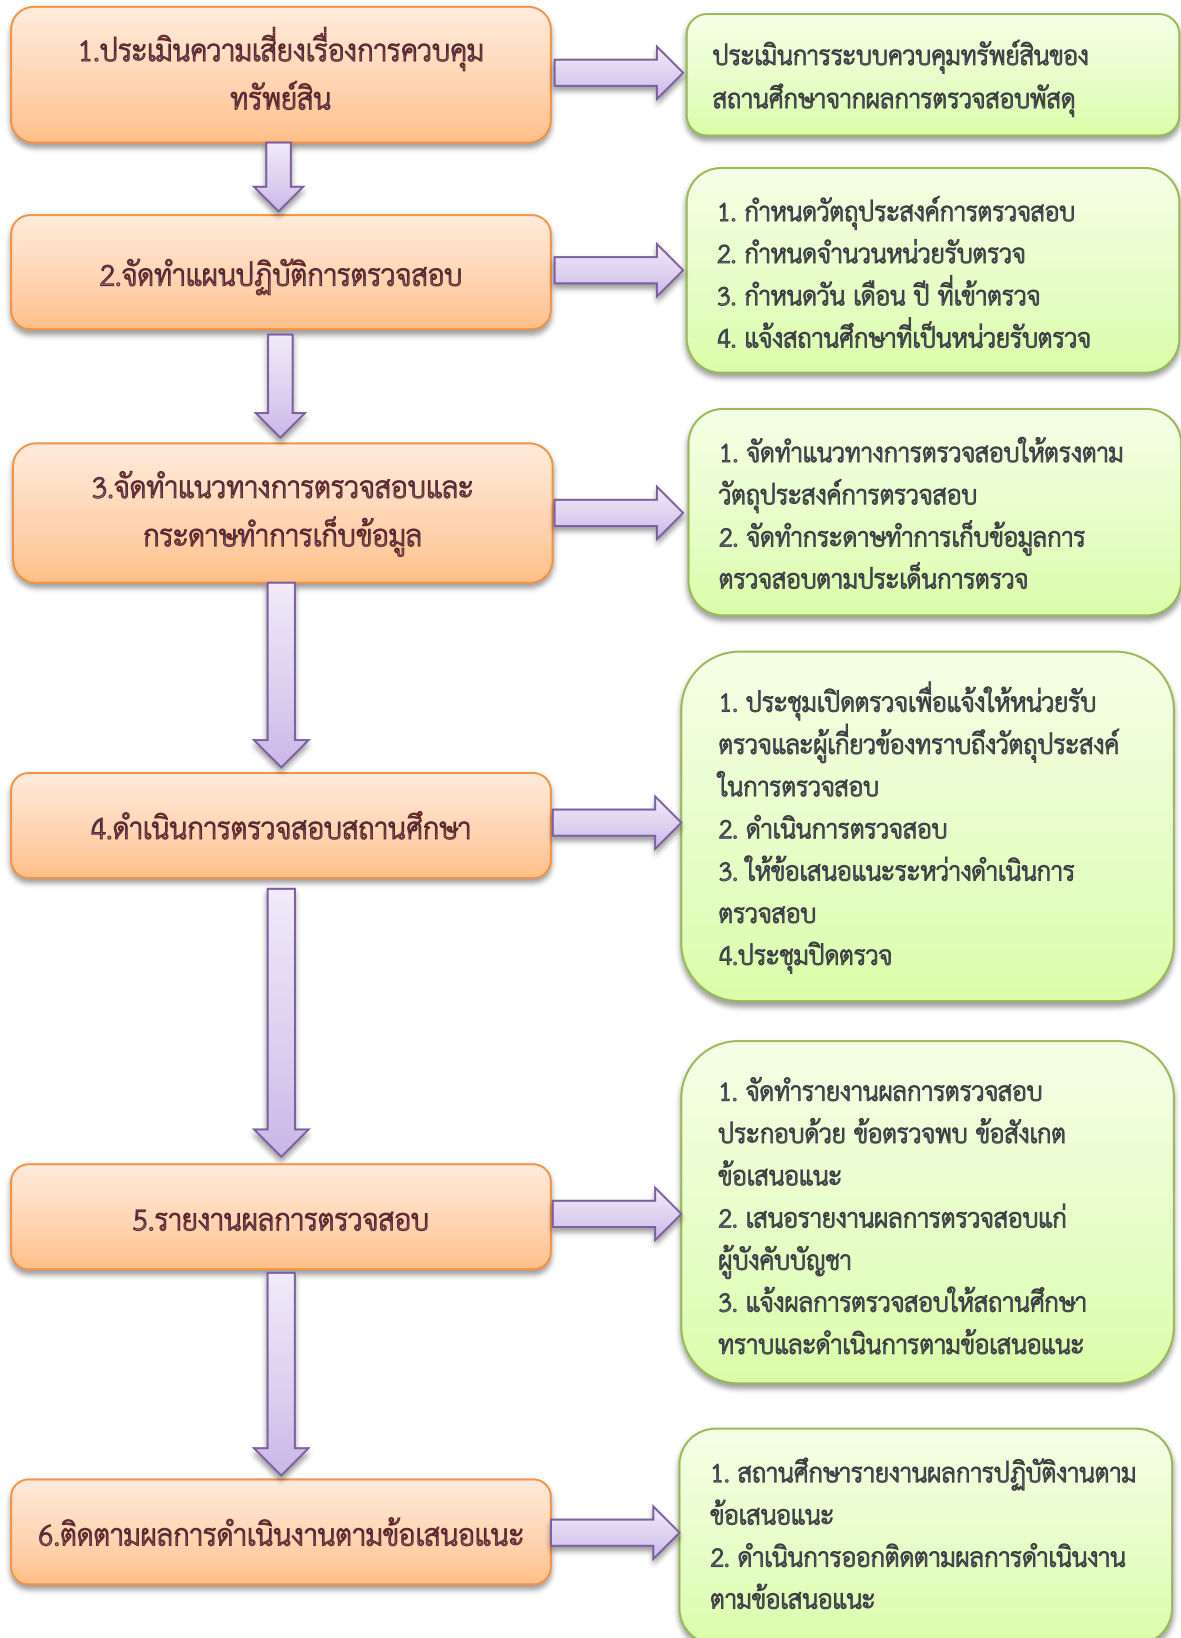 1.ประเมินความเสี่ยงเรื่องการควบคุม
ทรัพย์สิน
ประเมินการระบบควบคุมทรัพย์สินของ
สถานศึกษาจากผลการตรวจสอบพัสดุ
2.จัดทำแผนปฏิบัติการตรวจสอบ
1. กำหนดวัตถุประสงค์การตรวจสอบ
2. กำหนดจำนวนหน่วยรับตรวจ
3. กำหนดวัน เดือน ปี ที่เข้าตรวจ
4. แจ้งสถานศึกษาที่เป็นหน่วยรับตรวจ
3.จัดทำแนวทางการตรวจสอบและ
กระดาษทำการเก็บข้อมูล
1. จัดทำแนวทางการตรวจสอบให้ตรงตาม
วัตถุประสงค์การตรวจสอบ
2. จัดทำกระดาษทำการเก็บข้อมูลการ
ตรวจสอบตามประเด็นการตรวจ
4.ดำเนินการตรวจสอบสถานศึกษา
1. ประชุมเปิดตรวจเพื่อแจ้งให้หน่วยรับ
ตรวจและผู้เกี่ยวข้องทราบถึงวัตถุประสงค์
ในการตรวจสอบ
2. ดำเนินการตรวจสอบ
3. ให้ข้อเสนอแนะระหว่างดำเนินการ
ตรวจสอบ
4.ประชุมปิดตรวจ
5.รายงานผลการตรวจสอบ
1. จัดทำรายงานผลการตรวจสอบ
ประกอบด้วย ข้อตรวจพบ ข้อสังเกต
ข้อเสนอแนะ
2. เสนอรายงานผลการตรวจสอบแก่
ผู้บังคับบัญชา
3. แจ้งผลการตรวจสอบให้สถานศึกษา
ทราบและดำเนินการตามข้อเสนอแนะ
6.ติดตามผลการดำเนินงานตามข้อเสนอแนะ
1. สถานศึกษารายงานผลการปฏิบัติงานตาม
ข้อเสนอแนะ
2. ดำเนินการออกติดตามผลการดำเนินงาน
ตามข้อเสนอแนะ